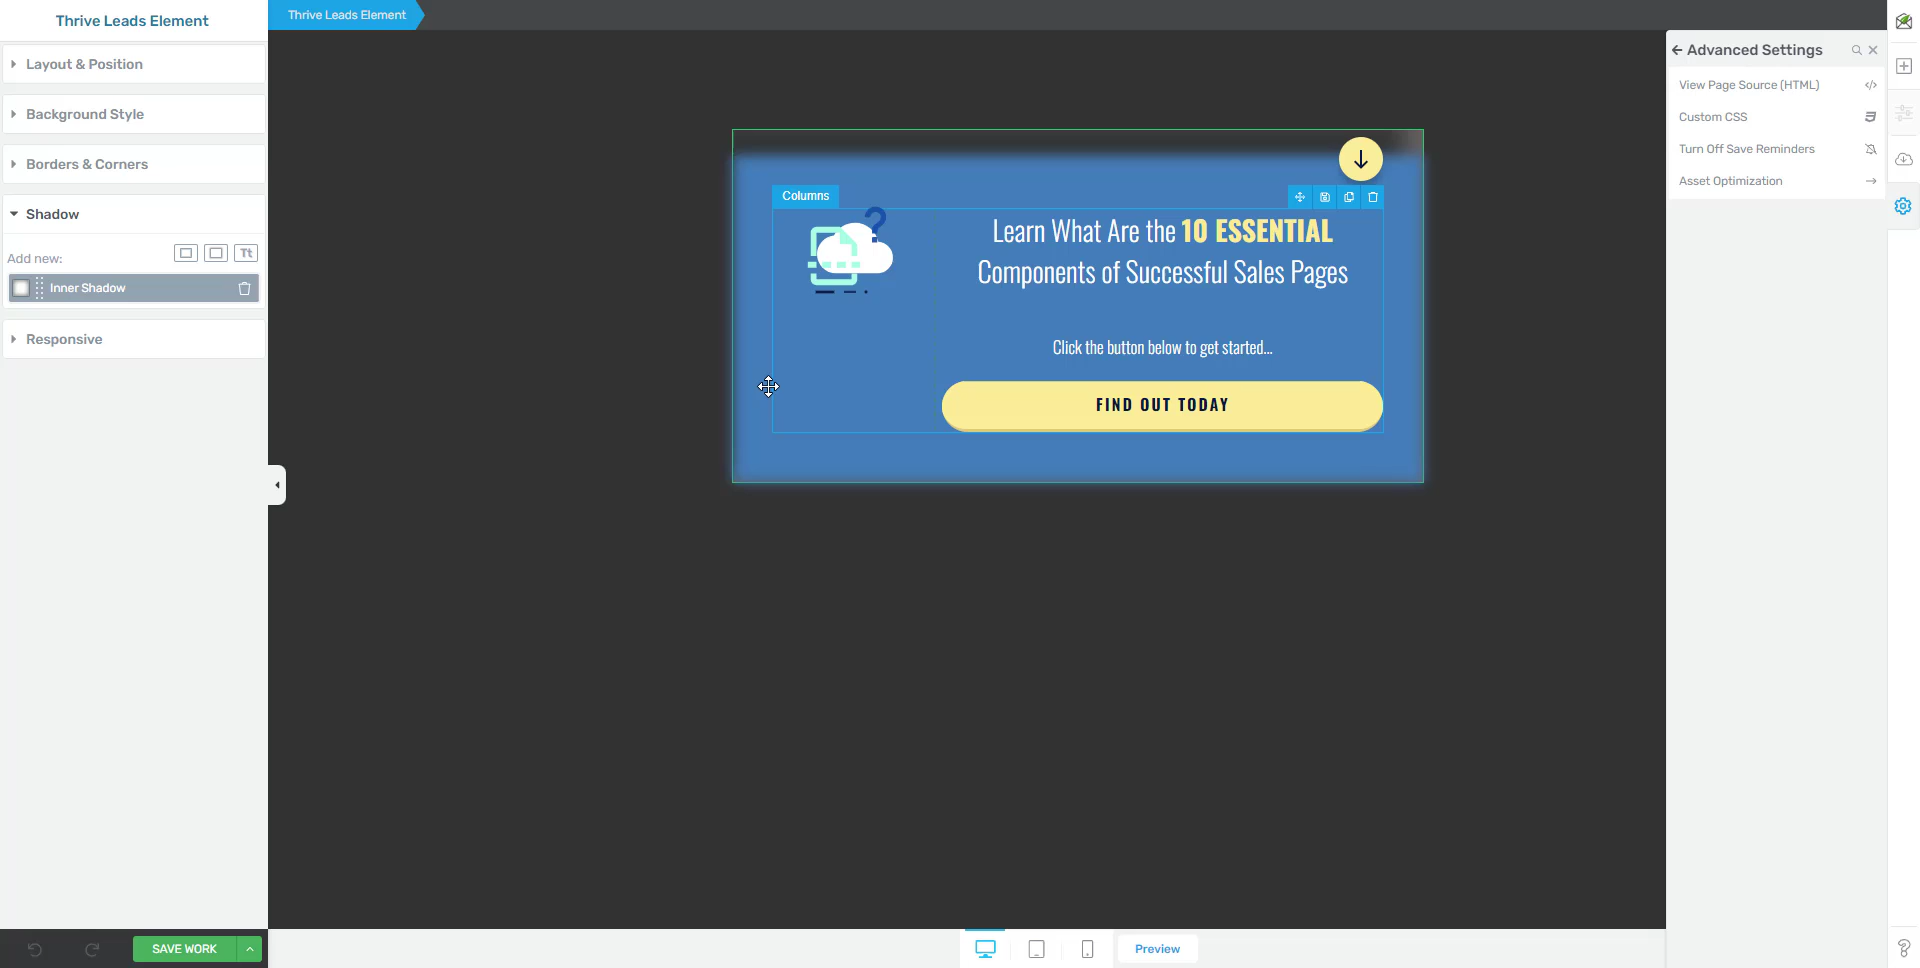 Thrive Leads Element
Thrive Leads Element
Layout & Position
Background Style
Borders & Corners
Shadow
Add new:
Tt
Inner Shadow
Responsive
Columns
Learn What Are the 10 ESSENTIAL
Components of Successful Sales Pages
Click the button below to get started...
FIND OUT TODAY
Advanced Settings
View Page Source (HTML)
Custom CSS
Turn Off Save Reminders
Asset Optimization
SAVE WORK
Preview